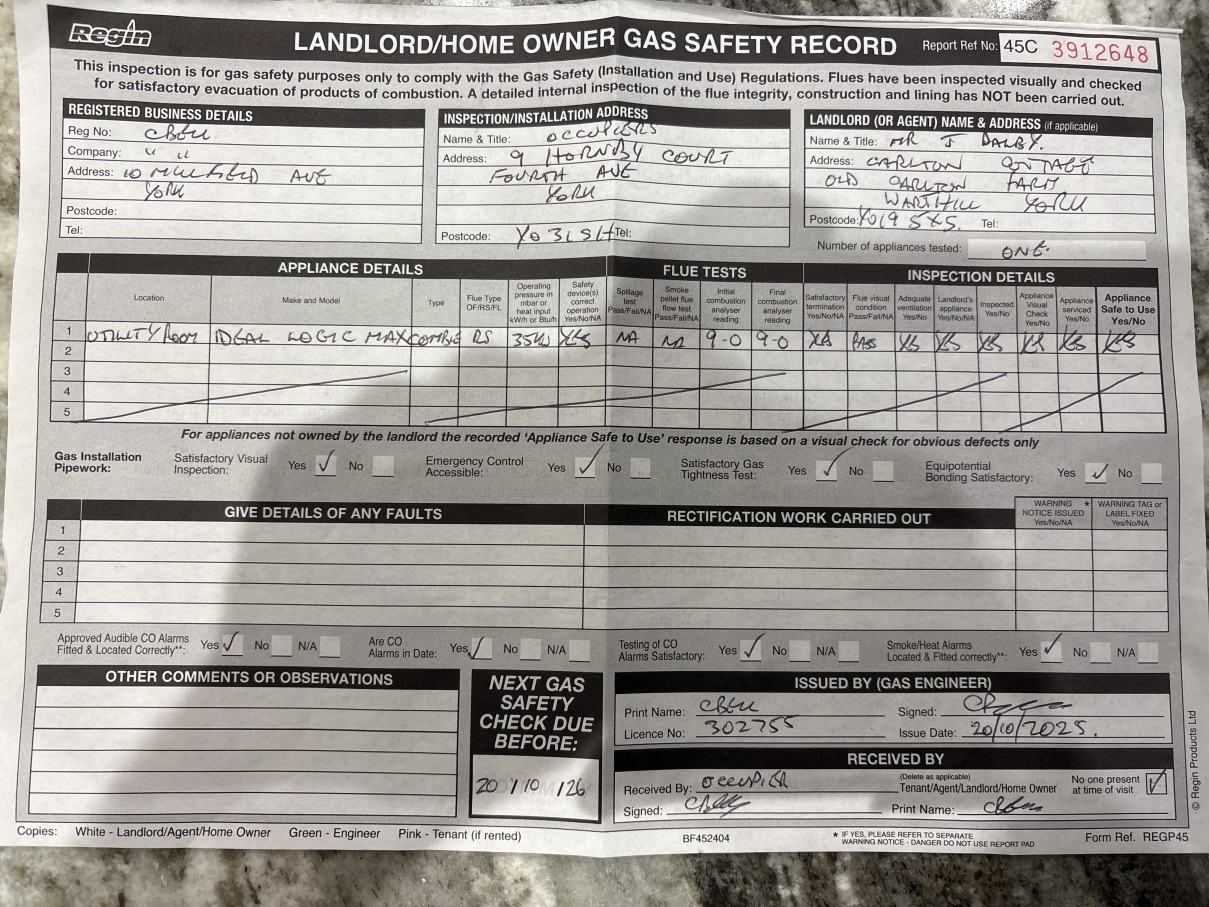 Regin
LANDLORD/HOME OWNER GAS SAFETY RECORD
Report Ref No: 45C 3912648
This inspection is for gas safety purposes only to comply with the Gas Safety (Installation and Use) Regulations. Flues have been inspected visually and checked
for satisfactory evacuation of products of combustion. A detailed internal inspection of the flue integrity, construction and lining has NOT been carried out.
REGISTERED BUSINESS DETAILS
Reg No:
Company: " "
Address: 10 AVE
YORK
Postcode:
Tel:
INSPECTION/INSTALLATION ADDRESS
Name & Title: OCCUPIERS
Address: 9 HORNBY COURT
FOURTH AVE
YORK
Postcode: Tel:
LANDLORD (OR AGENT) NAME & ADDRESS (if applicable)
Name & Title: MR J DALBY.
Address: CARLTON COTTAGE
OLD CARLTON FARM
WARTHILL YORK
Postcode: YO19 5XS. Tel:
Number of appliances tested: ONE.
APPLIANCE DETAILS
FLUE TESTS
INSPECTION DETAILS
Location
Make and Model
Type
Flue Type OF/RS/FL
Operating pressure in mbar or heat input kW/h or Btu/h
Safety device(s) correct operation Yes/No/NA
Spillage test Pass/Fail/NA
Smoke pellet flue flow test Pass/Fail/NA
Initial combustion analyser reading
Final combustion analyser reading
Satisfactory termination Yes/No/NA
Flue visual condition Pass/Fail/NA
Adequate ventilation Yes/No
Landlord's appliance Yes/No/NA
Inspected Yes/No
Appliance Visual Check Yes/No
Appliance serviced Yes/No
Appliance Safe to Use Yes/No
1 UTILITY ROOM IDEAL LOGIC MAX COMBI RS 35KW YES NA NA 9-0 9-0 YES PASS YES YES YES YES YES YES
2
3
4
5
For appliances not owned by the landlord the recorded 'Appliance Safe to Use' response is based on a visual check for obvious defects only
Gas Installation Pipework: Satisfactory Visual Inspection: Yes ✓ No Emergency Control Accessible: Yes ✓ No Satisfactory Gas Tightness Test: Yes ✓ No Equipotential Bonding Satisfactory: Yes ✓ No
GIVE DETAILS OF ANY FAULTS
RECTIFICATION WORK CARRIED OUT
WARNING NOTICE ISSUED * Yes/No/NA
WARNING TAG or LABEL FIXED Yes/No/NA
1
2
3
4
5
Approved Audible CO Alarms Fitted & Located Correctly**: Yes ✓ No N/A Are CO Alarms in Date: Yes ✓ No N/A Testing of CO Alarms Satisfactory: Yes ✓ No N/A Smoke/Heat Alarms Located & Fitted correctly**: Yes ✓ No N/A
OTHER COMMENTS OR OBSERVATIONS
NEXT GAS
SAFETY
CHECK DUE
BEFORE:
20 / 10 / 26
ISSUED BY (GAS ENGINEER)
Print Name:
Signed:
Licence No: 302755
Issue Date: 20/10/2025.
RECEIVED BY
Received By: OCCUPIER
(Delete as applicable)
Tenant/Agent/Landlord/Home Owner
No one present
at time of visit ✓
Signed:
Print Name:
© Regin Products Ltd
Copies: White - Landlord/Agent/Home Owner Green - Engineer Pink - Tenant (if rented)
BF452404
* IF YES, PLEASE REFER TO SEPARATE
WARNING NOTICE - DANGER DO NOT USE REPORT PAD
Form Ref. REGP45